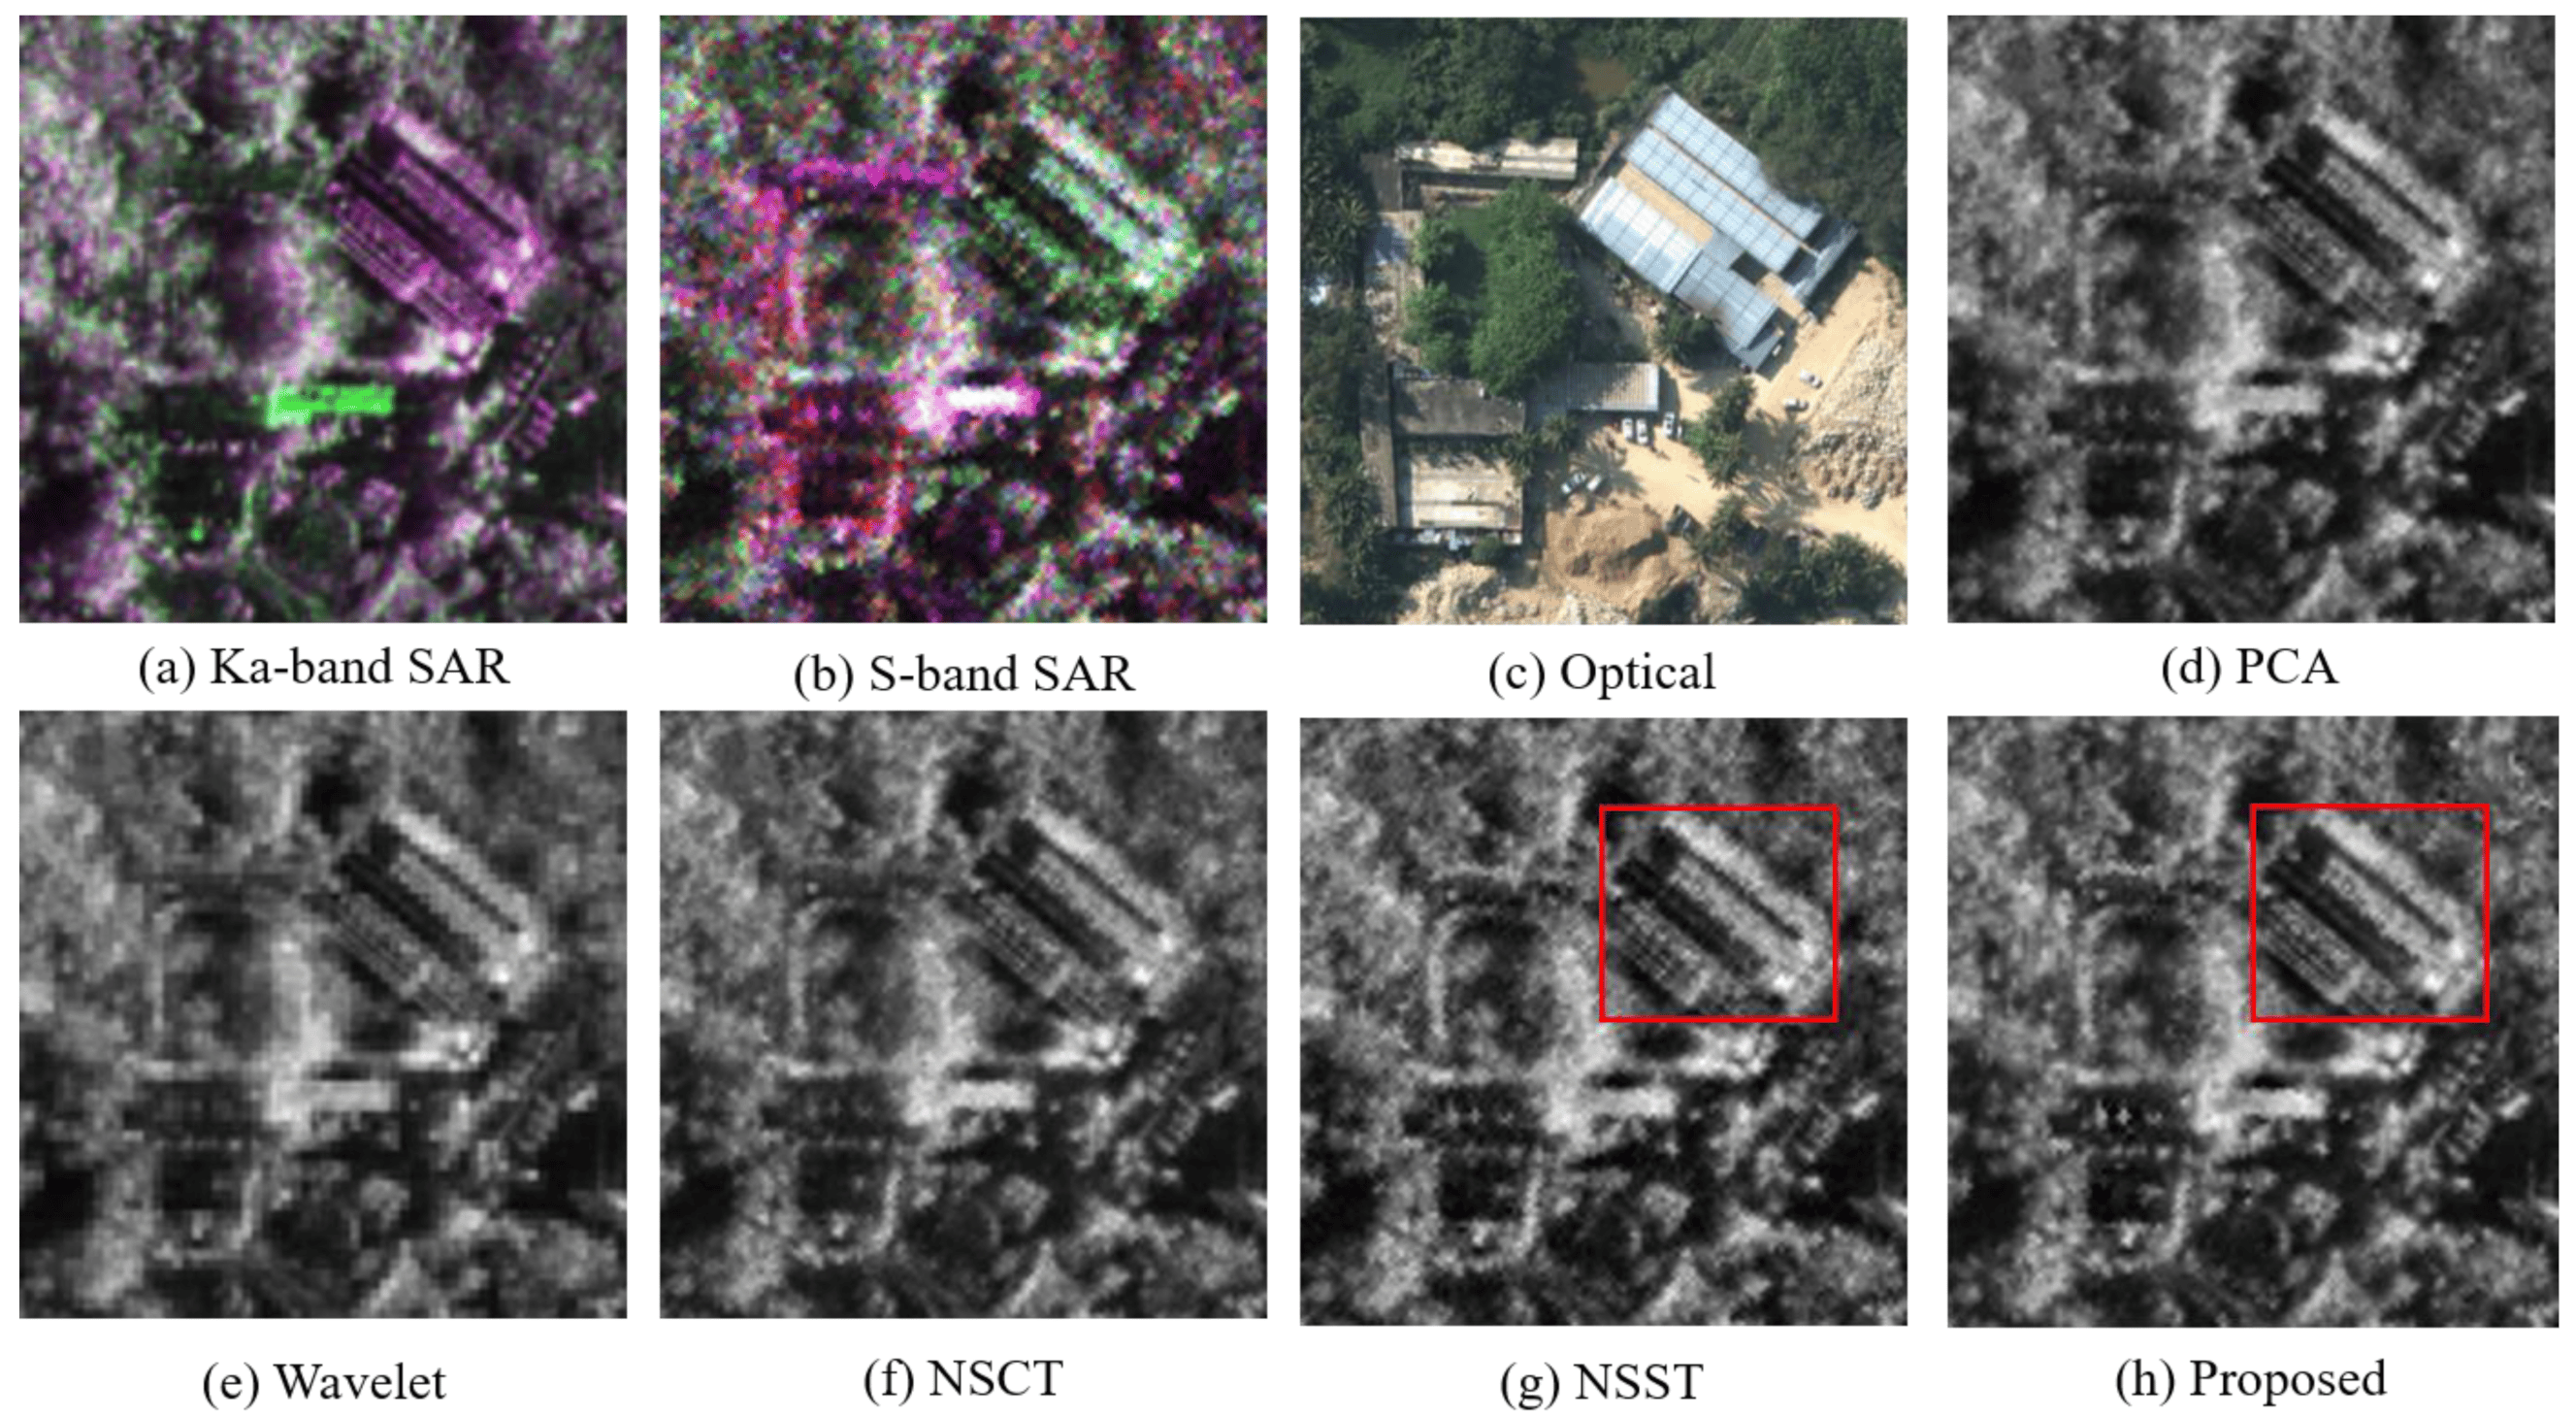 (a) Ka-band SAR
(b) S-band SAR
(c) Optical
(d) PCA
(e) Wavelet
(f) NSCT
(g) NSST
(h) Proposed